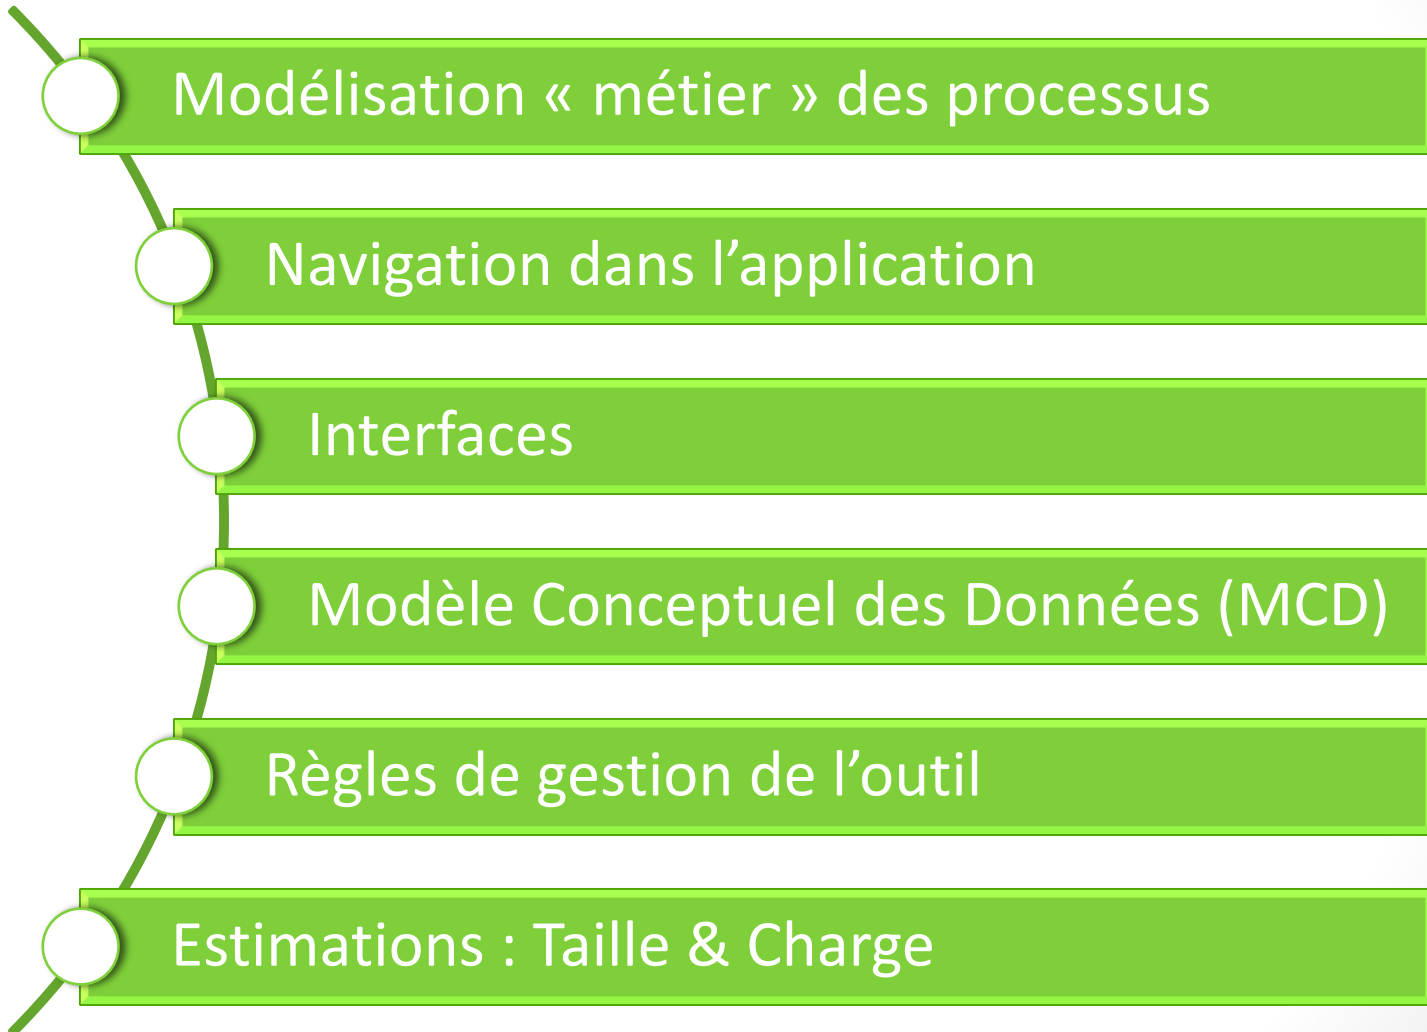 Modélisation « métier » des processus
Navigation dans l’application
Interfaces
Modèle Conceptuel des Données (MCD)
Règles de gestion de l’outil
Estimations : Taille & Charge